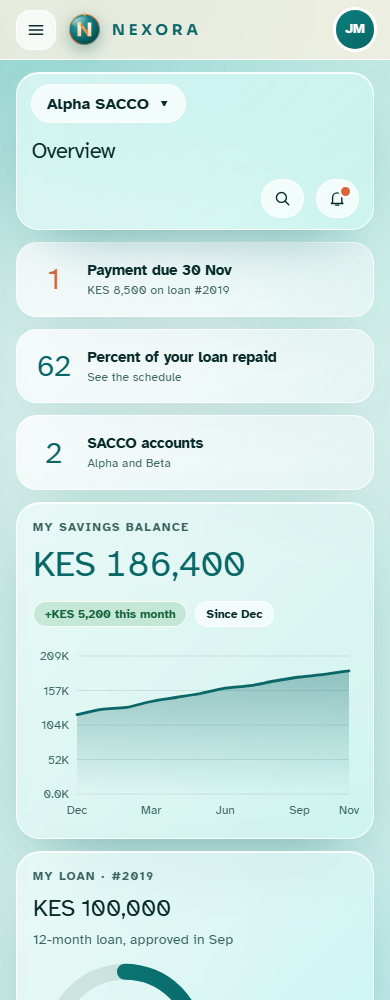 N NEXORA JM
Alpha SACCO ▼
Overview
1 Payment due 30 Nov
KES 8,500 on loan #2019
62 Percent of your loan repaid
See the schedule
2 SACCO accounts
Alpha and Beta
MY SAVINGS BALANCE
KES 186,400
+KES 5,200 this month Since Dec
209K
157K
104K
52K
0.0K
Dec Mar Jun Sep Nov
MY LOAN · #2019
KES 100,000
12-month loan, approved in Sep